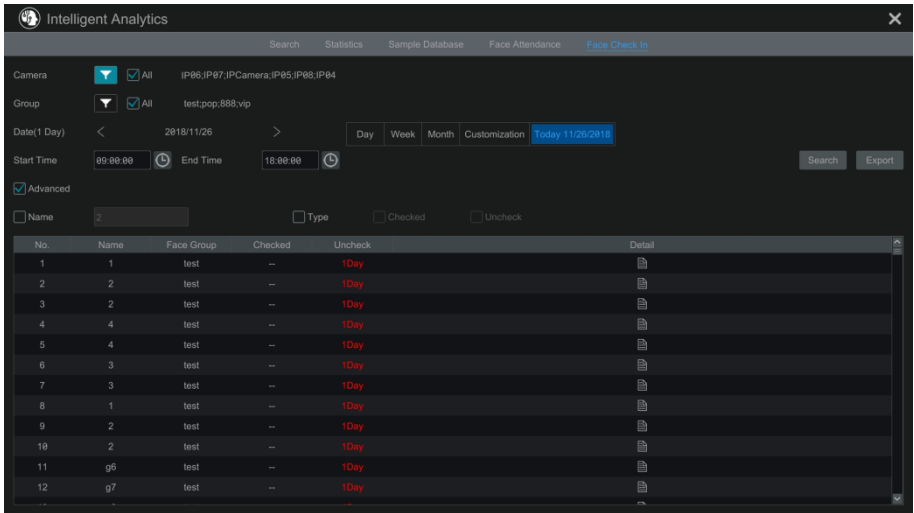 Intelligent Analytics
Search Statistics Sample Database Face Attendance Face Check In
Camera All IP06;IP07;IPCamera;IP05;IP08;IP04
Group All test;pop;888;vip
Date(1 Day) < 2018/11/26 > Day Week Month Customization Today 11/26/2018
Start Time 09:00:00 End Time 18:00:00 Search Export
Advanced
Name 2 Type Checked Uncheck
No. Name Face Group Checked Uncheck Detail
1 1 test -- 1Day
2 2 test -- 1Day
3 2 test -- 1Day
4 4 test -- 1Day
5 4 test -- 1Day
6 3 test -- 1Day
7 3 test -- 1Day
8 1 test -- 1Day
9 2 test -- 1Day
10 2 test -- 1Day
11 g6 test -- 1Day
12 g7 test -- 1Day